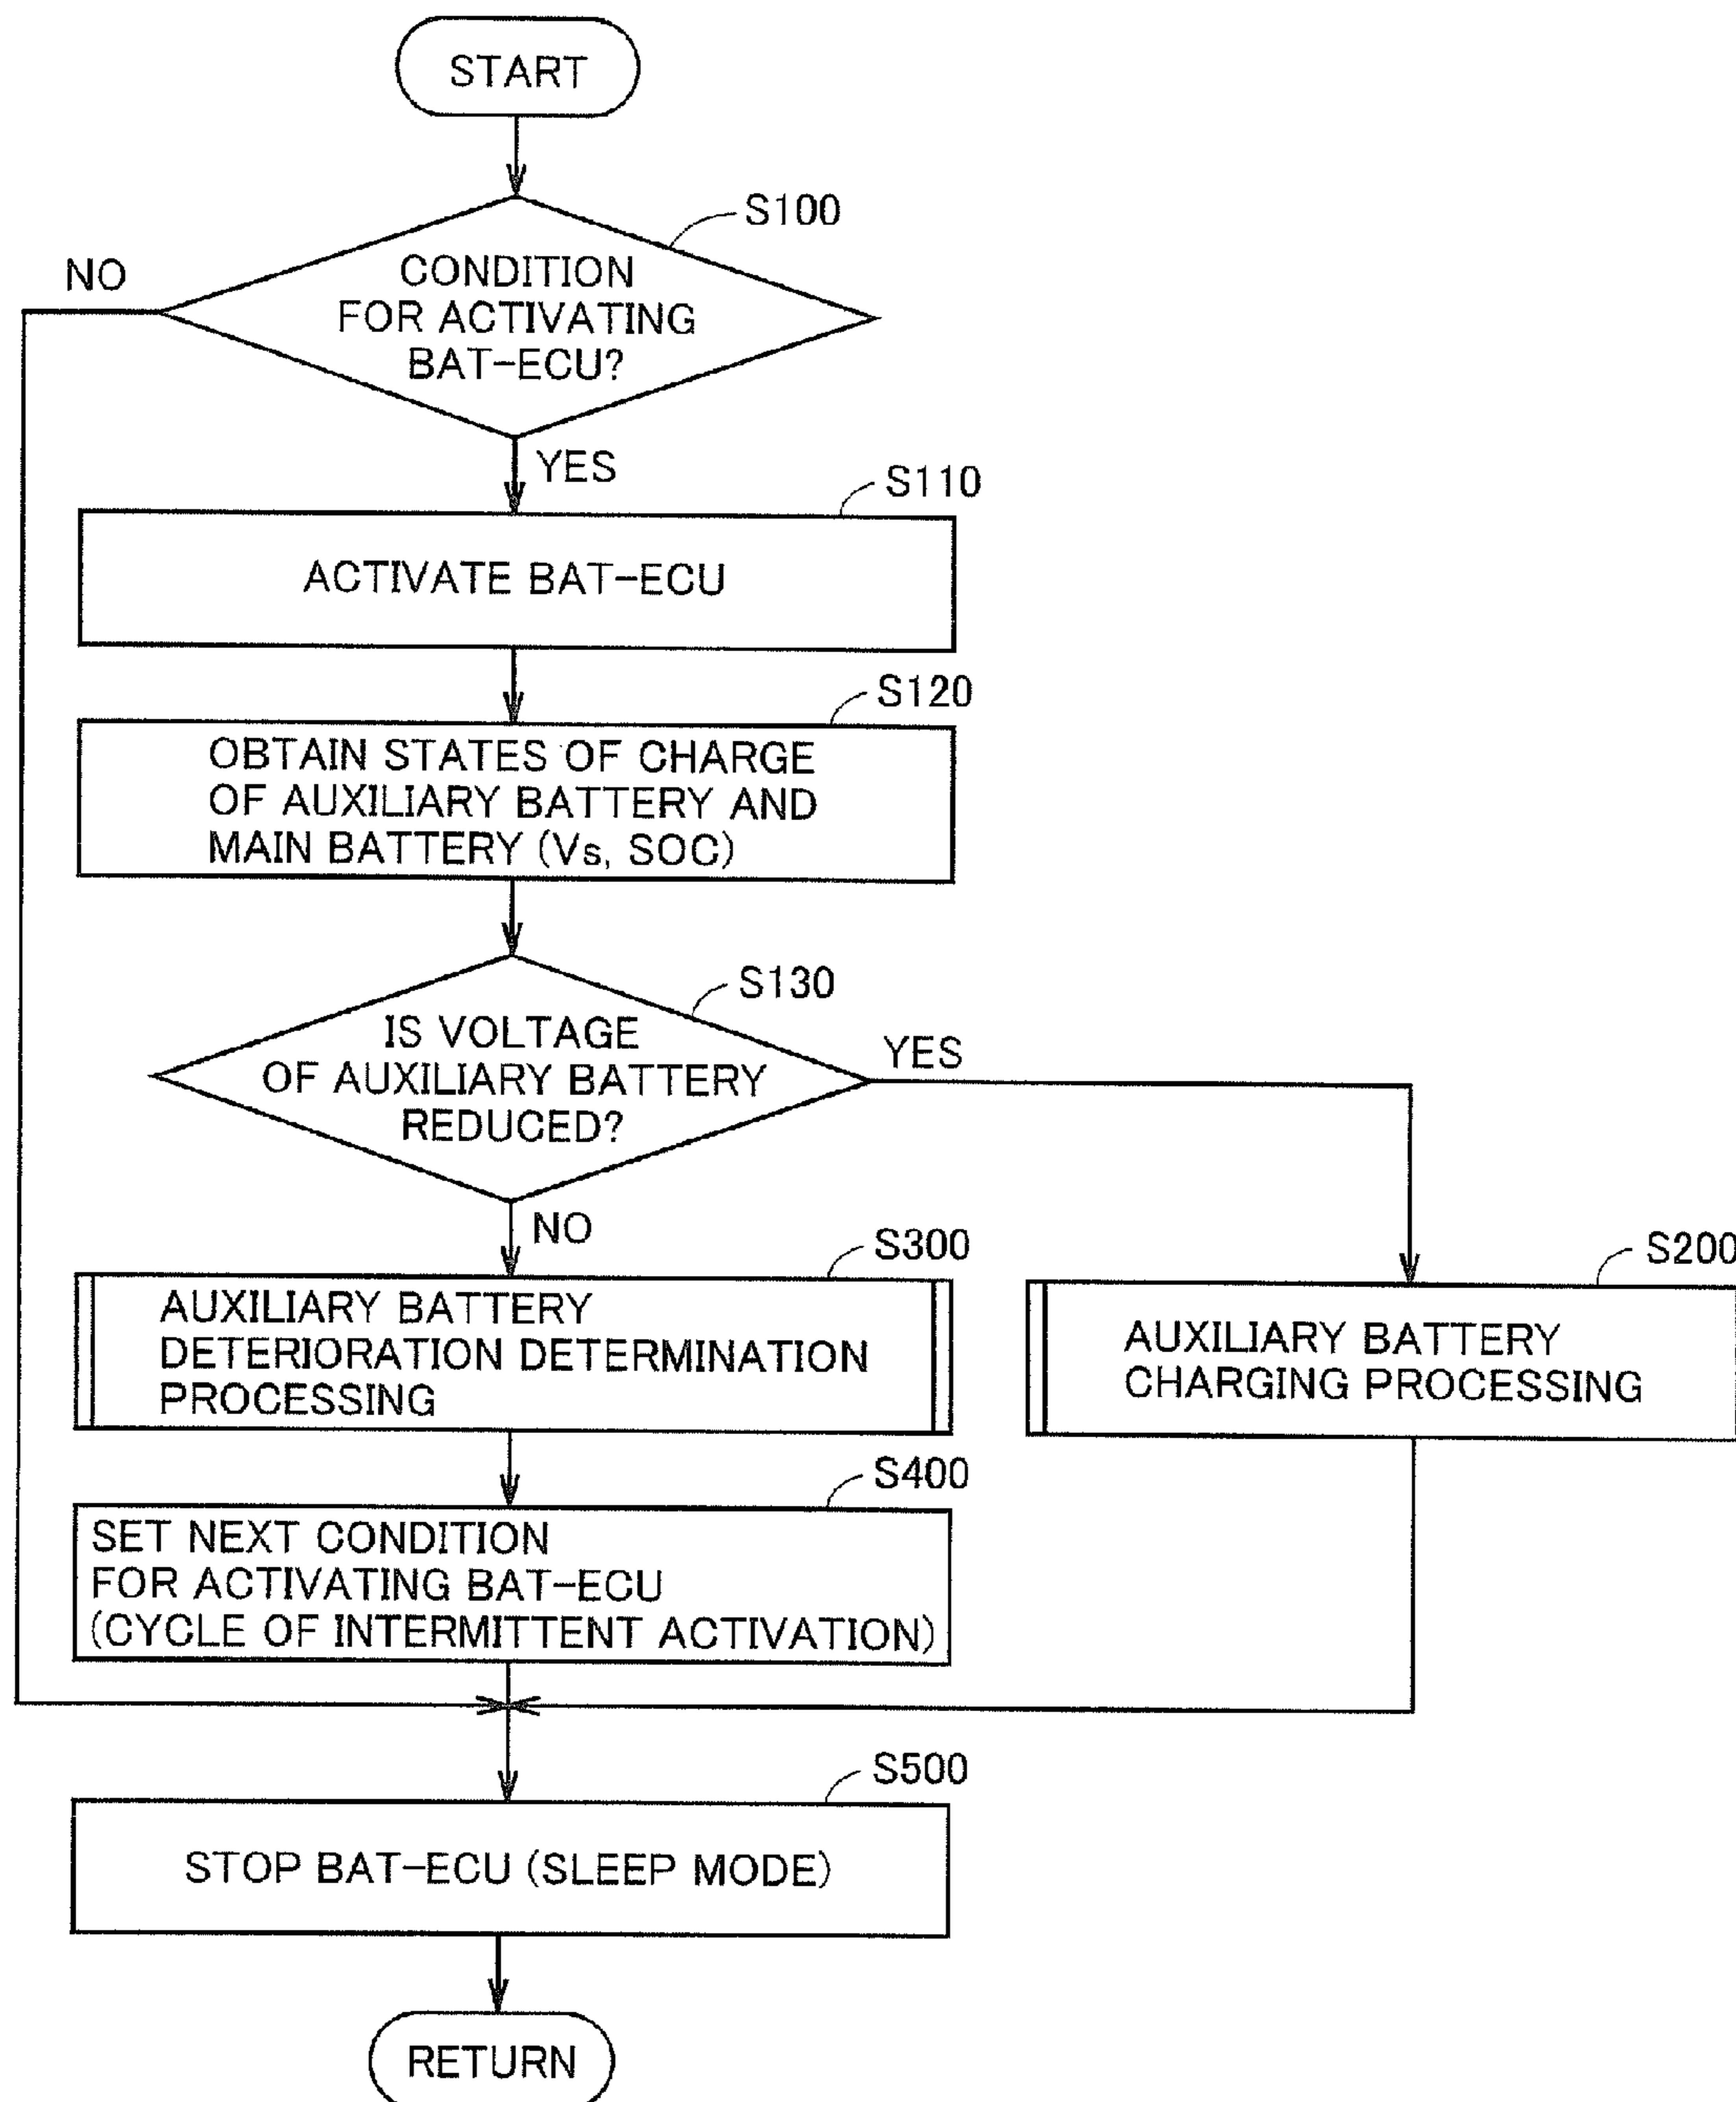 START
S100
NO
CONDITION
FOR ACTIVATING
BAT-ECU?
YES
S110
ACTIVATE BAT-ECU
S120
OBTAIN STATES OF CHARGE
OF AUXILIARY BATTERY AND
MAIN BATTERY (Vs, SOC)
S130
IS VOLTAGE
OF AUXILIARY BATTERY
REDUCED?
YES
NO
S300
S200
AUXILIARY BATTERY
DETERIORATION DETERMINATION
PROCESSING
AUXILIARY BATTERY
CHARGING PROCESSING
S400
SET NEXT CONDITION
FOR ACTIVATING BAT-ECU
(CYCLE OF INTERMITTENT ACTIVATION)
S500
STOP BAT-ECU (SLEEP MODE)
RETURN